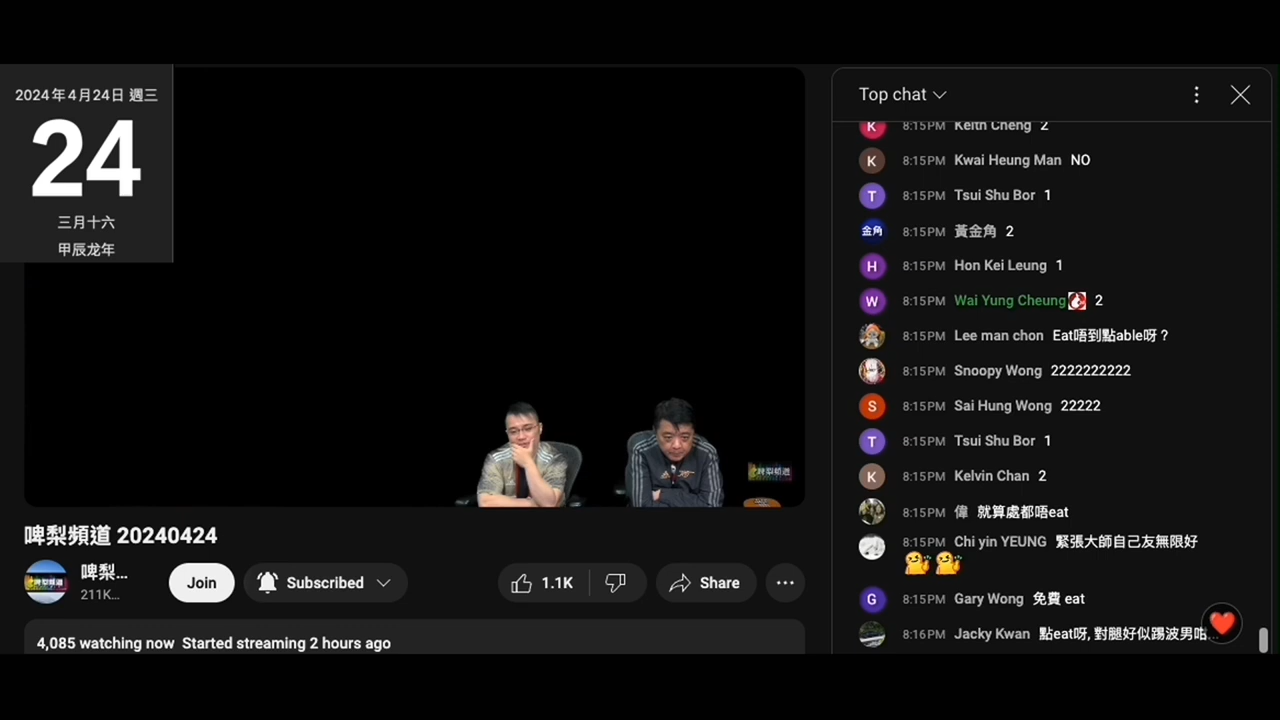 2024年4月24日 週三
24
三月十六
甲辰龙年
啤梨頻道
啤梨頻道 20240424
啤梨...
211K...
Join
Subscribed
1.1K
Share
4,085 watching now Started streaming 2 hours ago
Top chat
K 8:15PM Keith Cheng 2
K 8:15PM Kwai Heung Man NO
T 8:15PM Tsui Shu Bor 1
金角 8:15PM 黃金角 2
H 8:15PM Hon Kei Leung 1
W 8:15PM Wai Yung Cheung 2
8:15PM Lee man chon Eat唔到點able呀？
8:15PM Snoopy Wong 2222222222
S 8:15PM Sai Hung Wong 22222
T 8:15PM Tsui Shu Bor 1
K 8:15PM Kelvin Chan 2
8:15PM 偉 就算處都唔eat
8:15PM Chi yin YEUNG 緊張大師自己友無限好
G 8:15PM Gary Wong 免費 eat
8:16PM Jacky Kwan 點eat呀, 對腿好似踢波男咁...